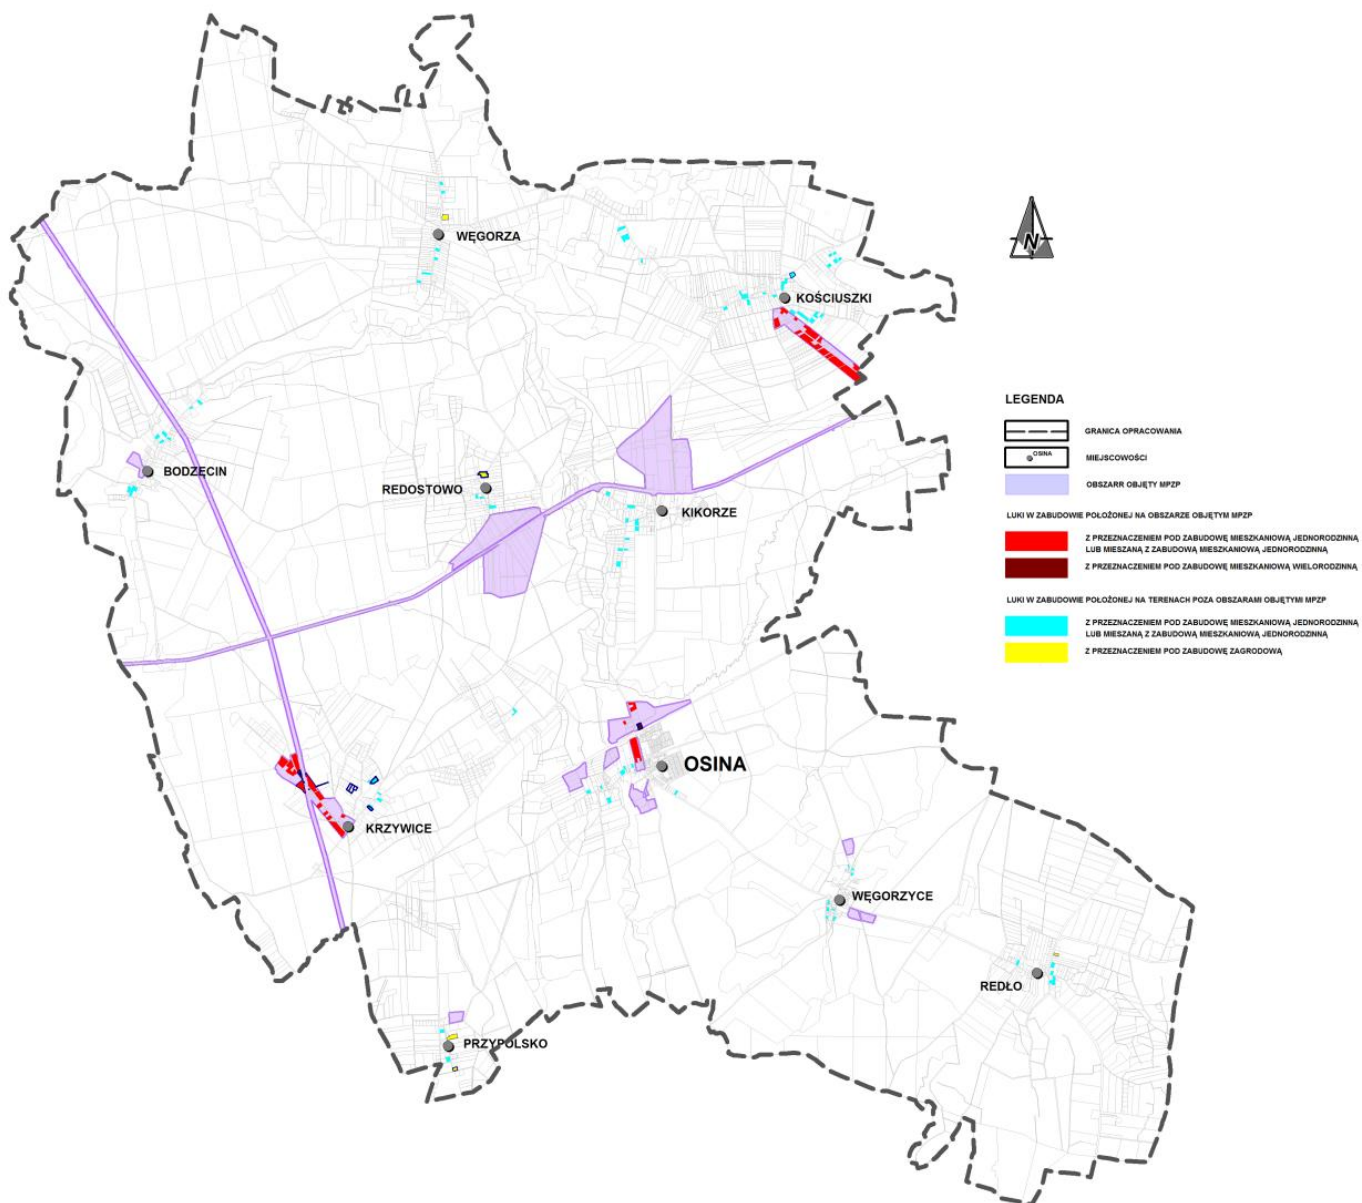 WĘGORZA
N
KOŚCIUSZKI
LEGENDA
GRANICA OPRACOWANIA
OSINA
MIEJSCOWOŚCI
OBSZARR OBJĘTY MPZP
BODZĘCIN
REDOSTOWO
KIKORZE
LUKI W ZABUDOWIE POŁOŻONEJ NA OBSZARZE OBJĘTYM MPZP
Z PRZEZNACZENIEM POD ZABUDOWĘ MIESZKANIOWĄ JEDNORODZINNĄ
LUB MIESZANĄ Z ZABUDOWĄ MIESZKANIOWĄ JEDNORODZINNĄ
Z PRZEZNACZENIEM POD ZABUDOWĘ MIESZKANIOWĄ WIELORODZINNĄ
LUKI W ZABUDOWIE POŁOŻONEJ NA TERENACH POZA OBSZARAMI OBJĘTYMI MPZP
Z PRZEZNACZENIEM POD ZABUDOWĘ MIESZKANIOWĄ JEDNORODZINNĄ
LUB MIESZANĄ Z ZABUDOWĄ MIESZKANIOWĄ JEDNORODZINNĄ
Z PRZEZNACZENIEM POD ZABUDOWĘ ZAGRODOWĄ
OSINA
KRZYWICE
WĘGORZYCE
REDŁO
PRZYPOLSKO